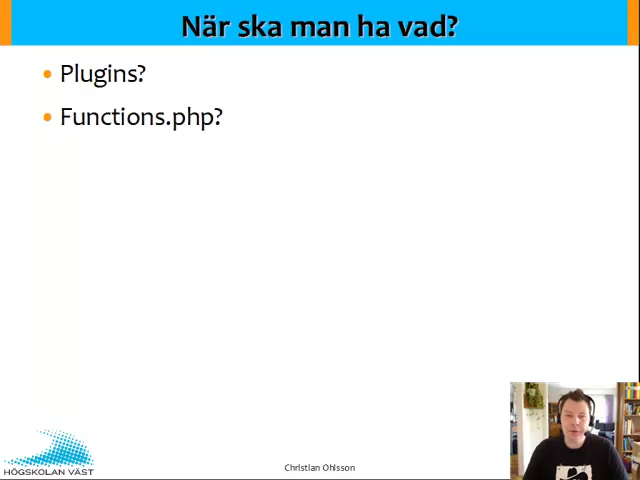 När ska man ha vad?
• Plugins?
• Functions.php?
HÖGSKOLAN VÄST
Christian Ohlsson